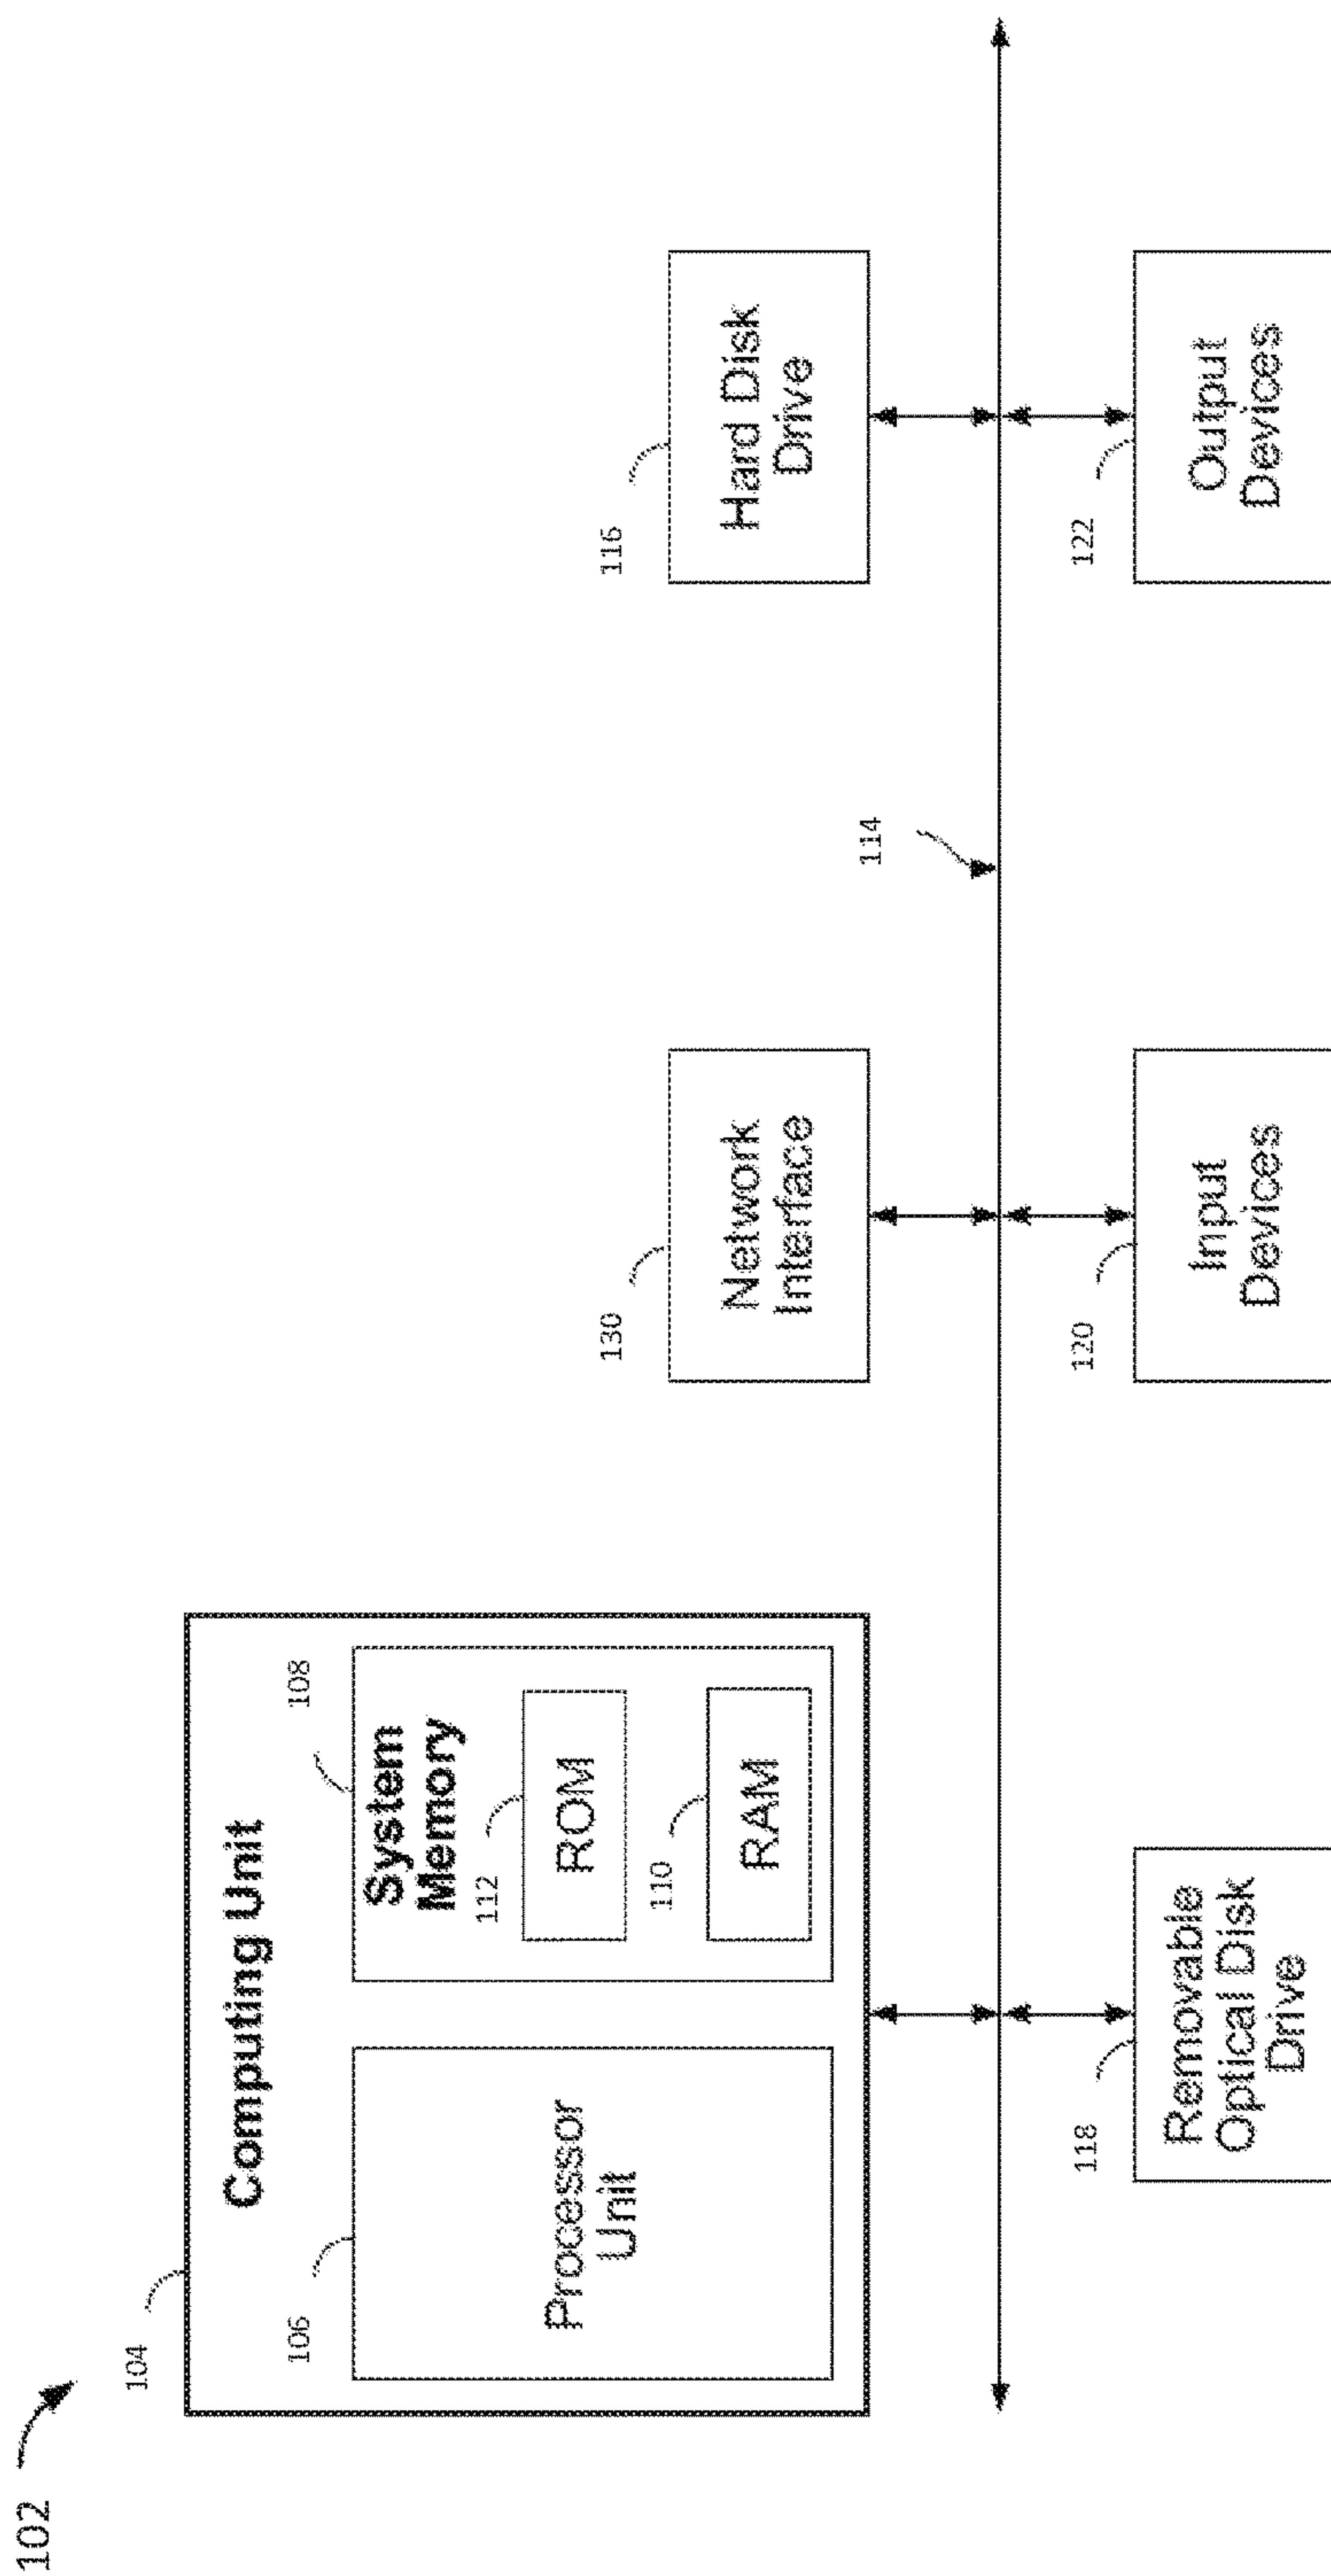 102
104
Computing Unit
106
Processor
Unit
108
System
Memory
112
ROM
110
RAM
130
Network
Interface
116
Hard Disk
Drive
114
118
Removable
Optical Disk
Drive
120
Input
Devices
122
Output
Devices